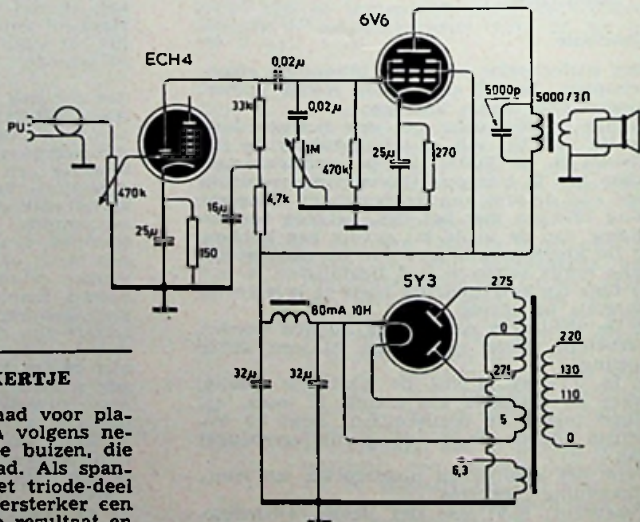 6V6
ECH4
0,02µ
33k
0,02µ
5000p
5000/3Ω
PU
1M
470k
25µ
270
470k
16µ
4,7k
25µ
150
5Y3
275
60mA 10H
0
220
275
130
110
32µ
32µ
5
0
6,3
KERTJE
nad voor pla-
A volgens ne-
e buizen, die
ad. Als span-
et triode-deel
ersterker een
e resultaat en